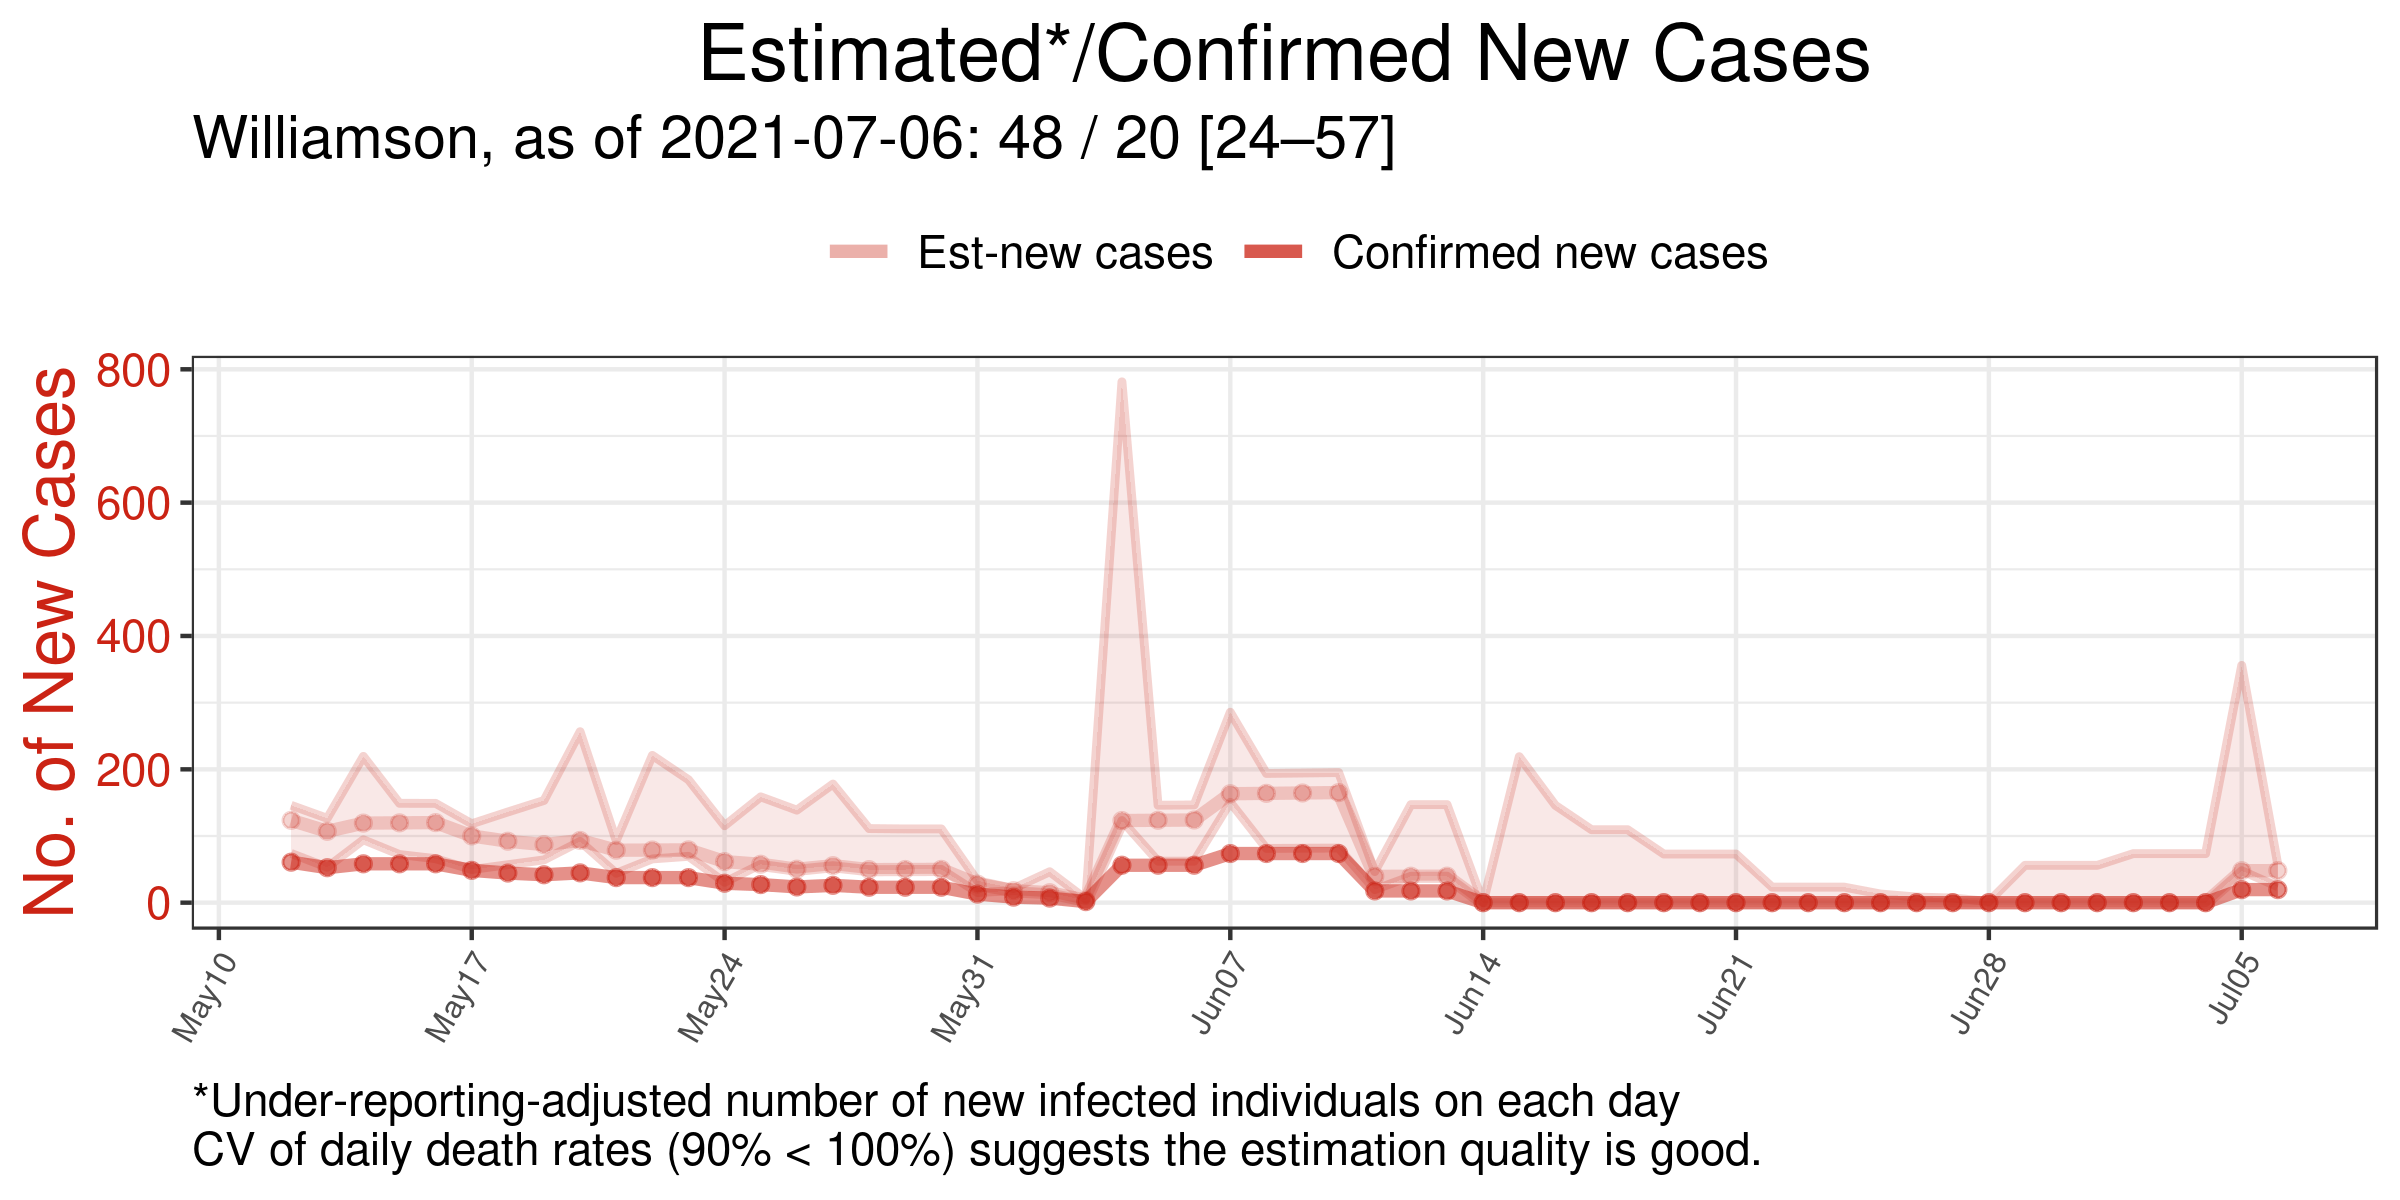 Estimated*/Confirmed New Cases
Williamson, as of 2021-07-06: 48 / 20 [24–57]
Est-new cases Confirmed new cases
No. of New Cases
800
600
400
200
0
May10 May17 May24 May31 Jun07 Jun14 Jun21 Jun28 Jul05
*Under-reporting-adjusted number of new infected individuals on each day
CV of daily death rates (90% < 100%) suggests the estimation quality is good.